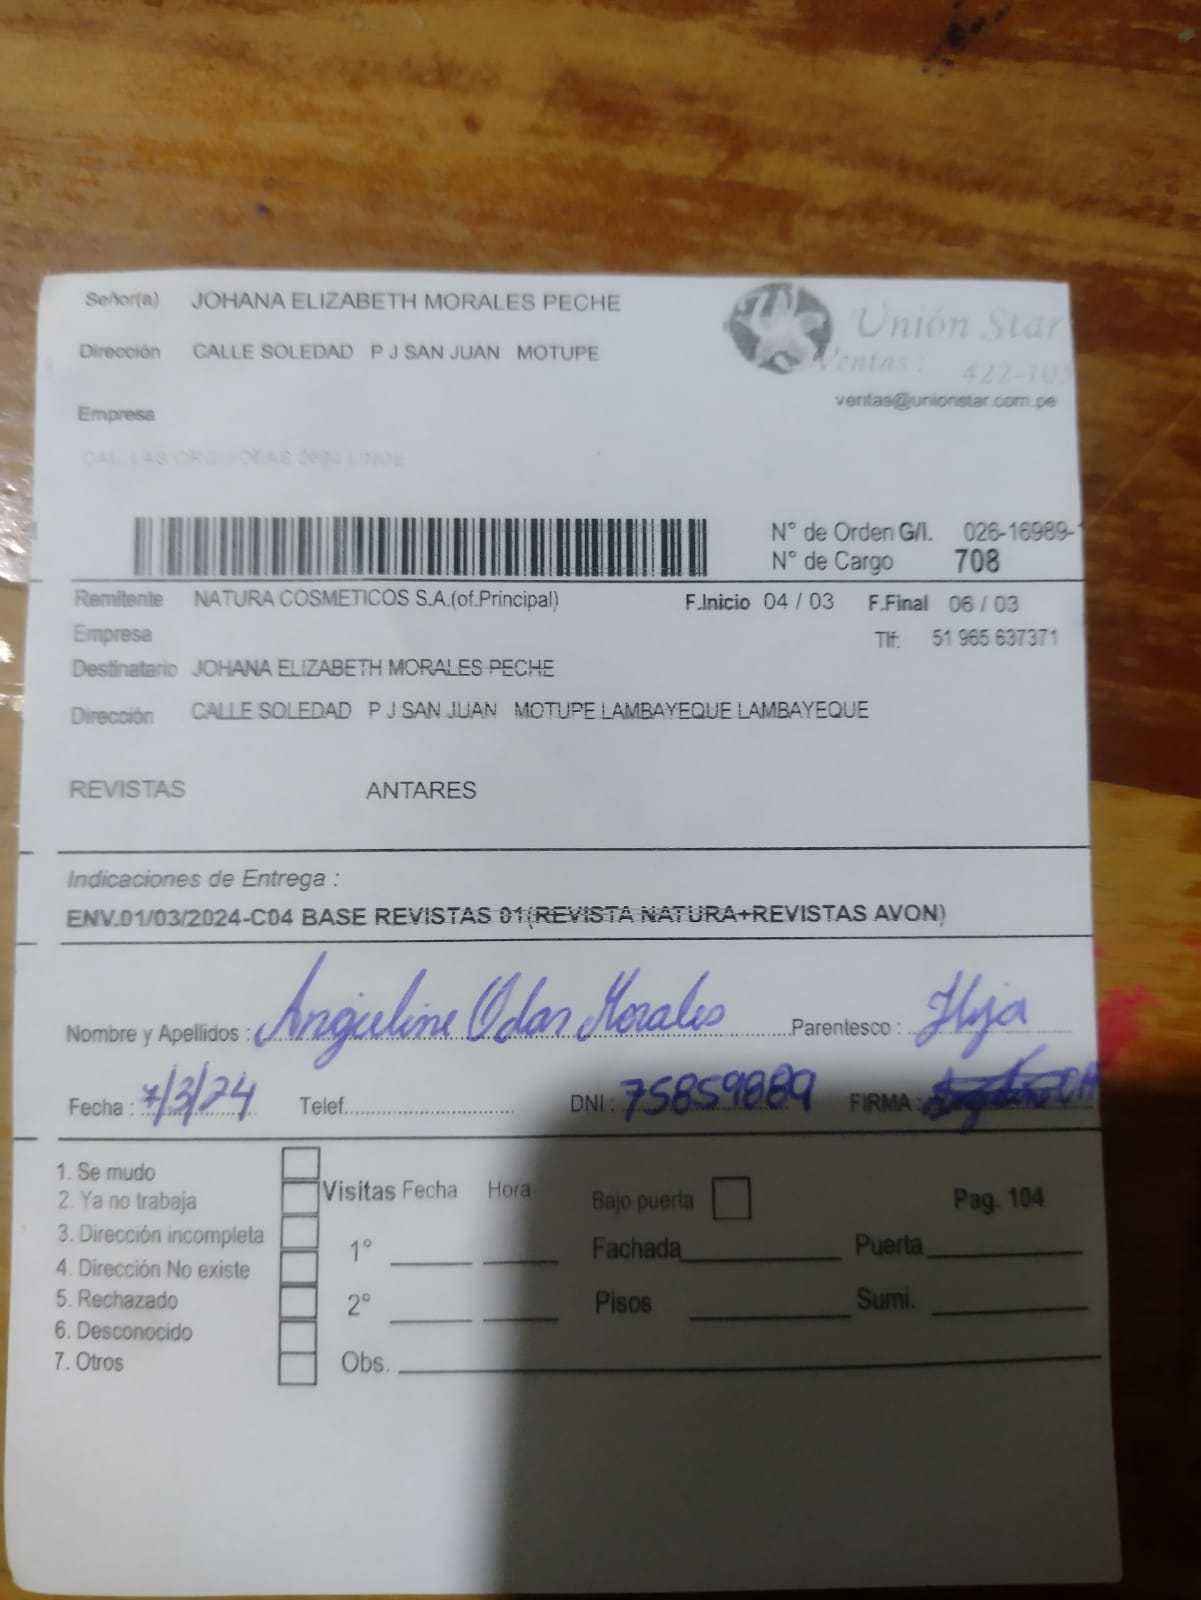 Señor(a) JOHANA ELIZABETH MORALES PECHE
Unión Star
Dirección CALLE SOLEDAD P J SAN JUAN MOTUPE
Ventas: 422-103
ventas@unionstar.com.pe
Empresa
N° de Orden G/I. 026-16989-
N° de Cargo 708
Remitente NATURA COSMETICOS S.A.(of.Principal) F.Inicio 04 / 03 F.Final 06 / 03
Empresa Tlf: 51 965 637371
Destinatario JOHANA ELIZABETH MORALES PECHE
Dirección CALLE SOLEDAD P J SAN JUAN MOTUPE LAMBAYEQUE LAMBAYEQUE
REVISTAS ANTARES
Indicaciones de Entrega :
ENV.01/03/2024-C04 BASE REVISTAS 01(REVISTA NATURA+REVISTAS AVON)
Nombre y Apellidos : Angieline Odar Morales Parentesco : Hija
Fecha : 7/3/24 Telef. DNI : 75859889 FIRMA :
1. Se mudo
2. Ya no trabaja
3. Dirección incompleta
4. Dirección No existe
5. Rechazado
6. Desconocido
7. Otros
Visitas Fecha Hora
1°
2°
Obs.
Bajo puerta Pag. 104
Fachada Puerta
Pisos Sumi.